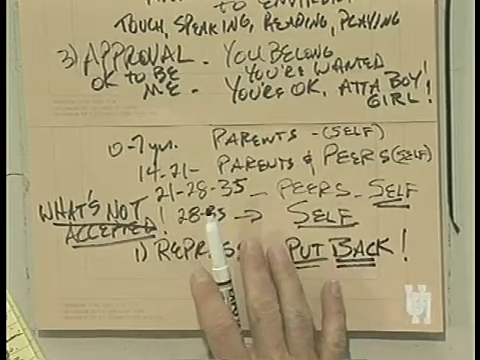 TO
TOUCH, SPEAKING, READING, PLAYING
3) APPROVAL - YOU BELONG
OK TO BE YOU'RE WANTED
ME - YOU'RE OK, ATTA BOY!
GIRL!
0-7 yrs. PARENTS - (SELF)
14-21- PARENTS & PEERS (SELF)
21-28-35 - PEERS - SELF
WHAT'S NOT ACCEPTED! 28-35 → SELF
1) REPRESS PUT BACK!